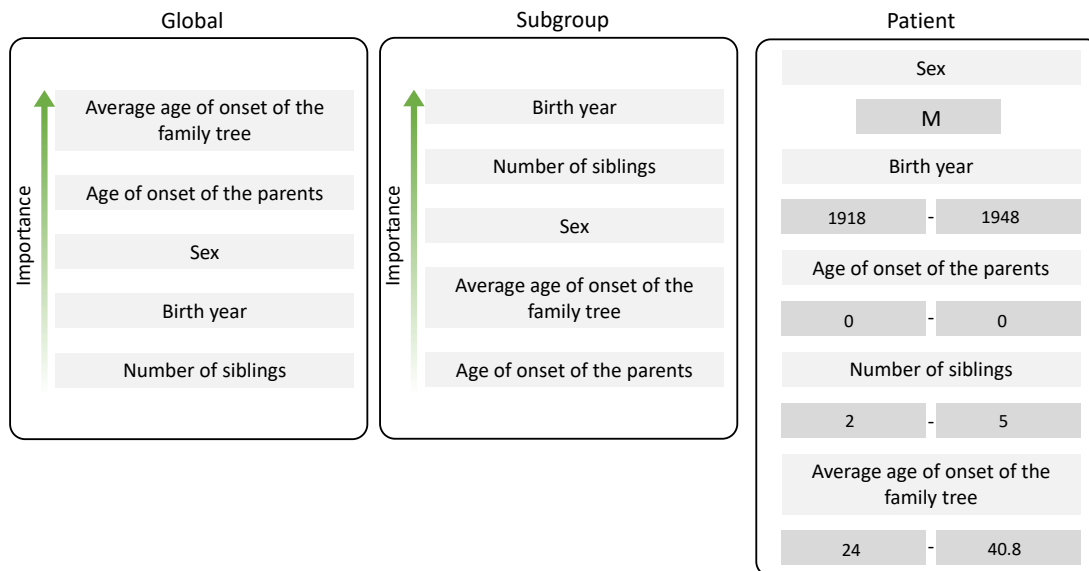 Global
Importance
Average age of onset of the
family tree
Age of onset of the parents
Sex
Birth year
Number of siblings
Subgroup
Importance
Birth year
Number of siblings
Sex
Average age of onset of the
family tree
Age of onset of the parents
Patient
Sex
M
Birth year
1918 - 1948
Age of onset of the parents
0 - 0
Number of siblings
2 - 5
Average age of onset of the
family tree
24 - 40.8